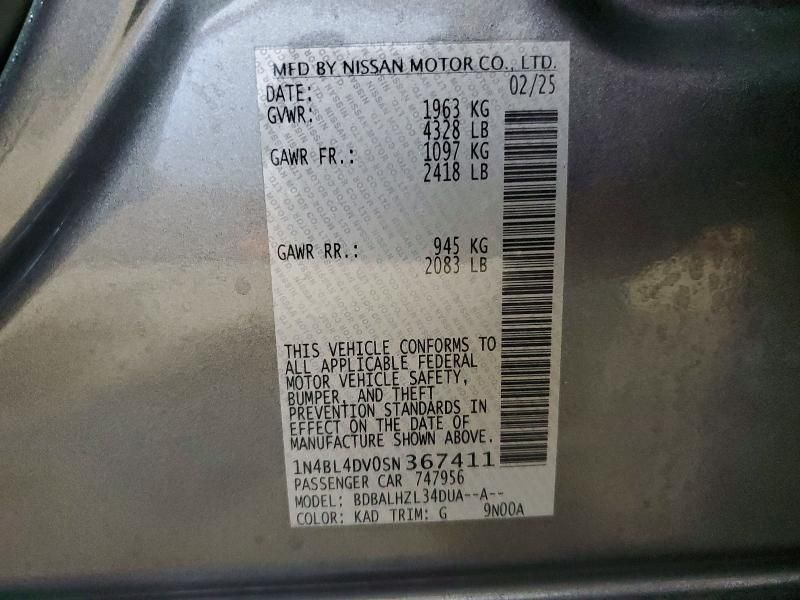 MFD BY NISSAN MOTOR CO., LTD.
DATE: 02/25
GVWR: 1963 KG
4328 LB
GAWR FR.: 1097 KG
2418 LB
GAWR RR.: 945 KG
2083 LB
THIS VEHICLE CONFORMS TO
ALL APPLICABLE FEDERAL
MOTOR VEHICLE SAFETY,
BUMPER, AND THEFT
PREVENTION STANDARDS IN
EFFECT ON THE DATE OF
MANUFACTURE SHOWN ABOVE.
1N4BL4DV0SN367411
PASSENGER CAR 747956
MODEL: BDBALHZL34DUA--A--
COLOR: KAD TRIM: G 9N00A